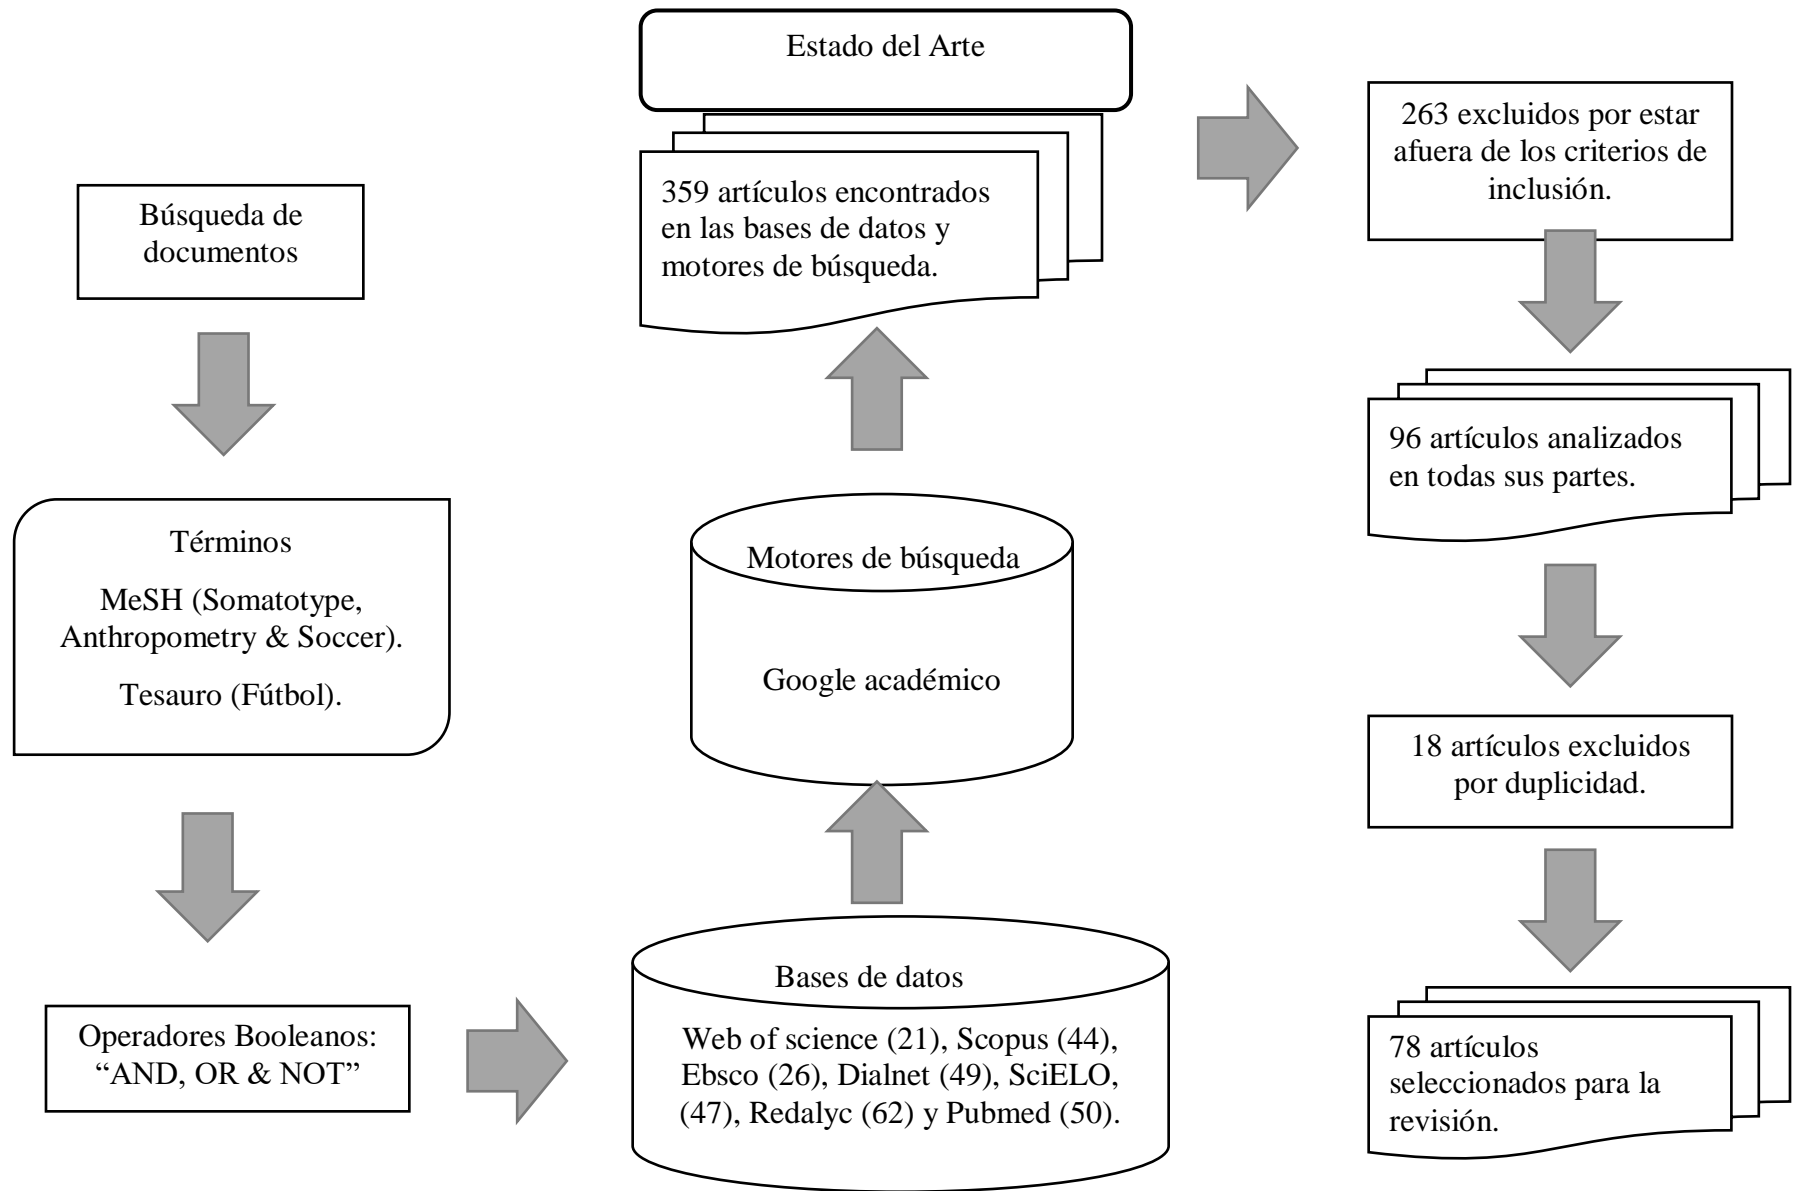 Búsqueda de
documentos
Términos
MeSH (Somatotype,
Anthropometry & Soccer).
Tesauro (Fútbol).
Operadores Booleanos:
“AND, OR & NOT”
Bases de datos
Web of science (21), Scopus (44),
Ebsco (26), Dialnet (49), SciELO,
(47), Redalyc (62) y Pubmed (50).
Motores de búsqueda
Google académico
Estado del Arte
359 artículos encontrados
en las bases de datos y
motores de búsqueda.
263 excluidos por estar
afuera de los criterios de
inclusión.
96 artículos analizados
en todas sus partes.
18 artículos excluidos
por duplicidad.
78 artículos
seleccionados para la
revisión.